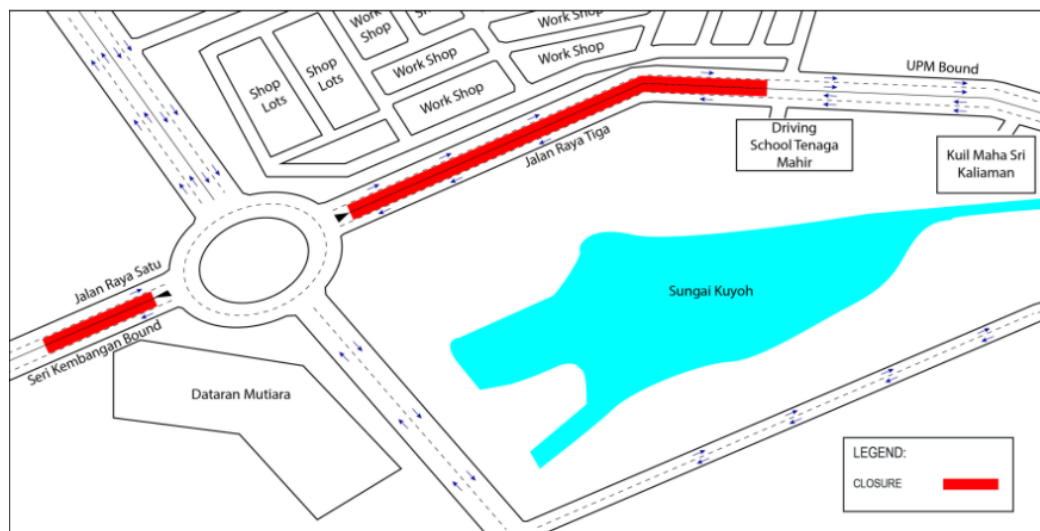 Work
Shop
Work Shop
Work Shop
Shop
Lots
Shop
Lots
Work Shop
Work Shop
Work Shop
UPM Bound
Jalan Raya Tiga
Driving
School Tenaga
Mahir
Kuil Maha Sri
Kaliaman
Jalan Raya Satu
Sungai Kuyoh
Seri Kembangan Bound
Dataran Mutiara
LEGEND:
CLOSURE